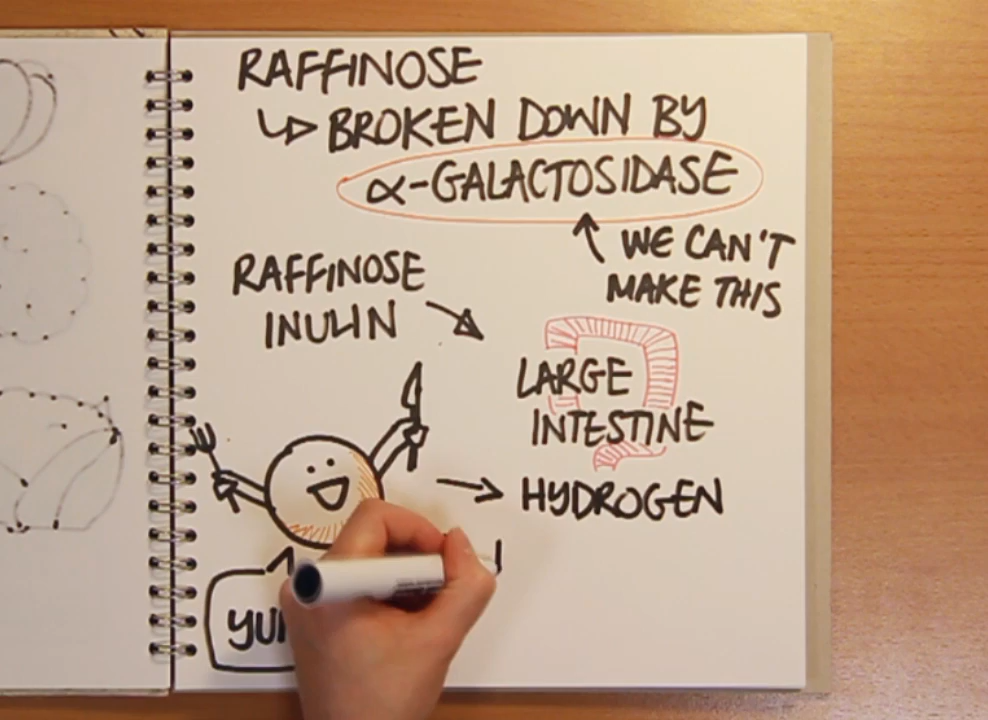 RAFFINOSE
BROKEN DOWN BY
α-GALACTOSIDASE
WE CAN'T
MAKE THIS
RAFFINOSE
INULIN
LARGE
INTESTINE
HYDROGEN